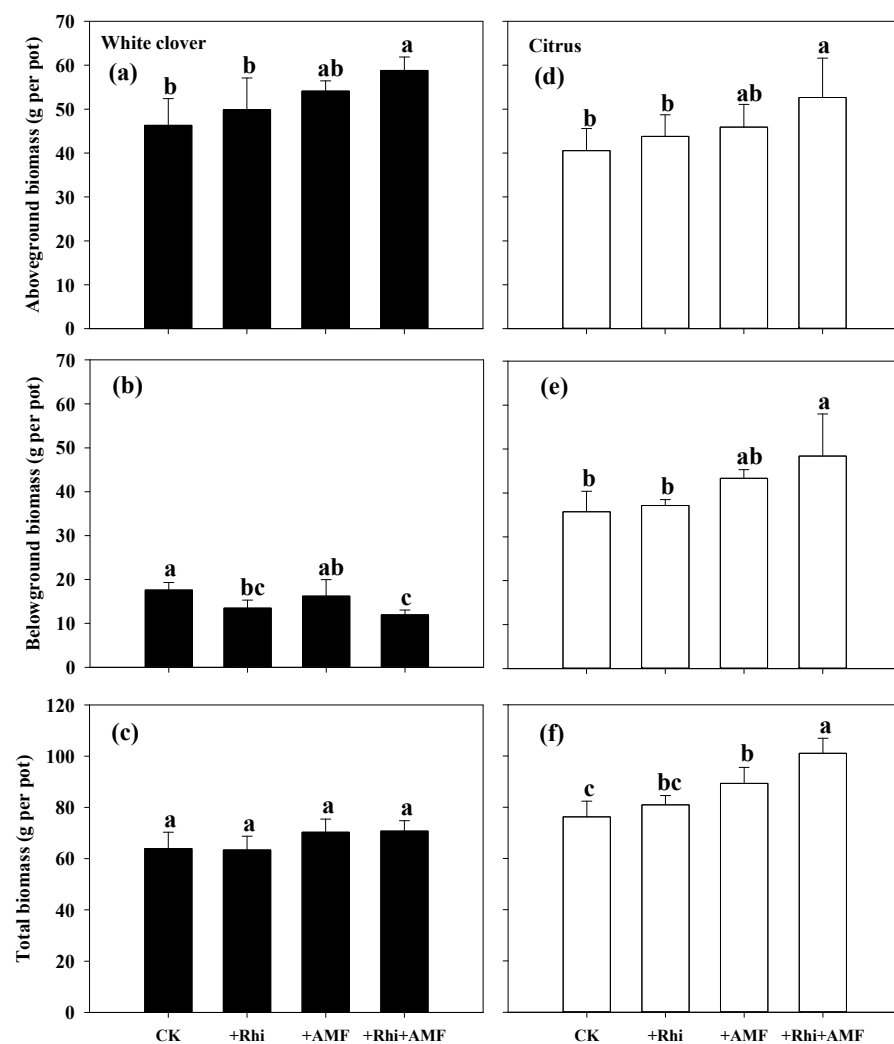 White clover
(a)
Aboveground biomass (g per pot)
70
60
50
40
30
20
10
0
b
b
ab
a
Citrus
(d)
b
b
ab
a
(b)
Belowground biomass (g per pot)
70
60
50
40
30
20
10
0
a
bc
ab
c
(e)
b
b
ab
a
(c)
Total biomass (g per pot)
120
100
80
60
40
20
0
a
a
a
a
CK +Rhi +AMF +Rhi+AMF
(f)
c
bc
b
a
CK +Rhi +AMF +Rhi+AMF